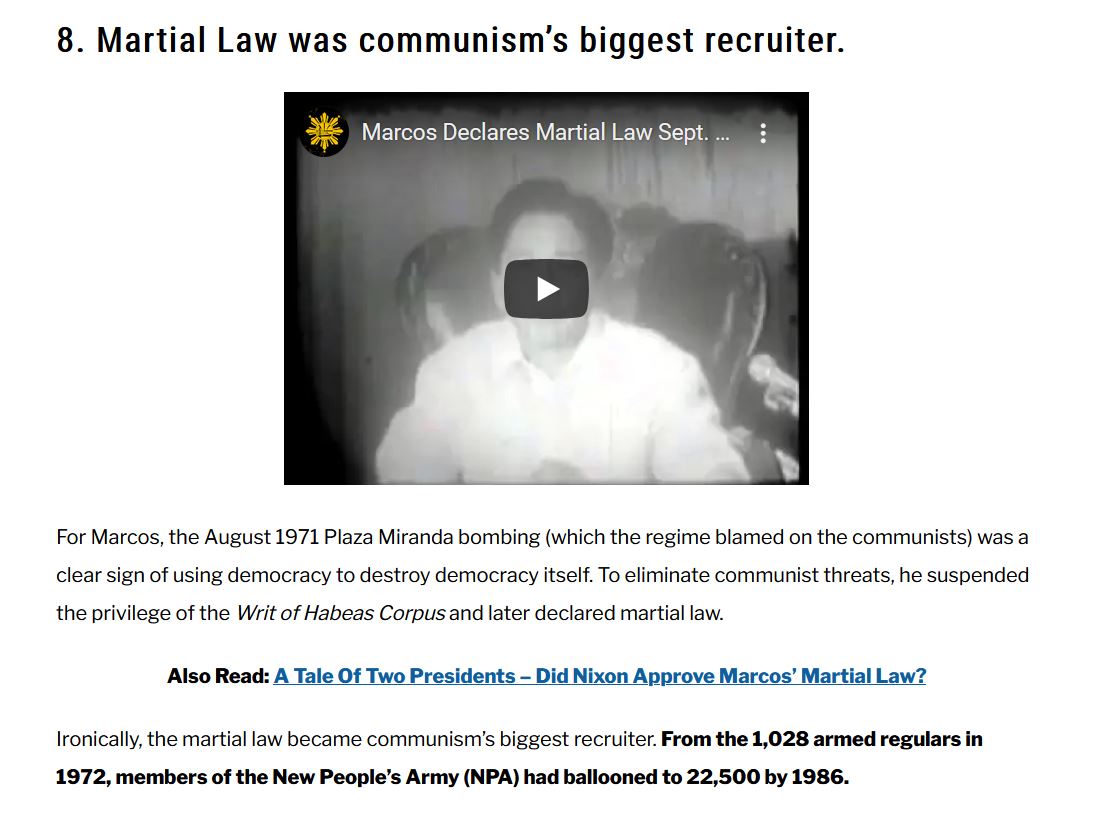 8. Martial Law was communism’s biggest recruiter.
Marcos Declares Martial Law Sept. ...
For Marcos, the August 1971 Plaza Miranda bombing (which the regime blamed on the communists) was a
clear sign of using democracy to destroy democracy itself. To eliminate communist threats, he suspended
the privilege of the Writ of Habeas Corpus and later declared martial law.
Also Read: A Tale Of Two Presidents – Did Nixon Approve Marcos’ Martial Law?
Ironically, the martial law became communism’s biggest recruiter. From the 1,028 armed regulars in
1972, members of the New People’s Army (NPA) had ballooned to 22,500 by 1986.